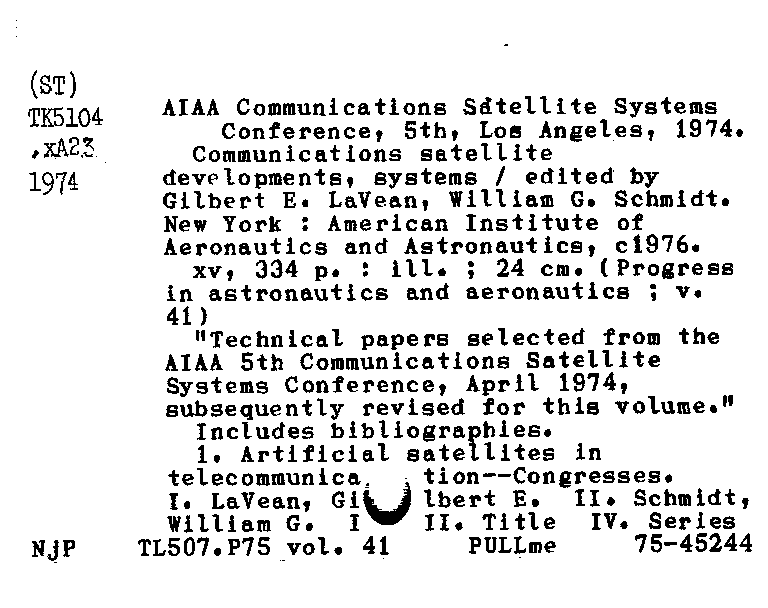 (ST)
TK5104
.xA23
1974
AIAA Communications Satellite Systems
Conference, 5th, Los Angeles, 1974.
Communications satellite
developments, systems / edited by
Gilbert E. LaVean, William G. Schmidt.
New York : American Institute of
Aeronautics and Astronautics, c1976.
xv, 334 p. : ill. ; 24 cm. (Progress
in astronautics and aeronautics ; v.
41)
"Technical papers selected from the
AIAA 5th Communications Satellite
Systems Conference, April 1974,
subsequently revised for this volume."
Includes bibliographies.
1. Artificial satellites in
telecommunica tion--Congresses.
I. LaVean, Gi lbert E. II. Schmidt,
William G. I II. Title IV. Series
NjP TL507.P75 vol. 41 PULLme 75-45244